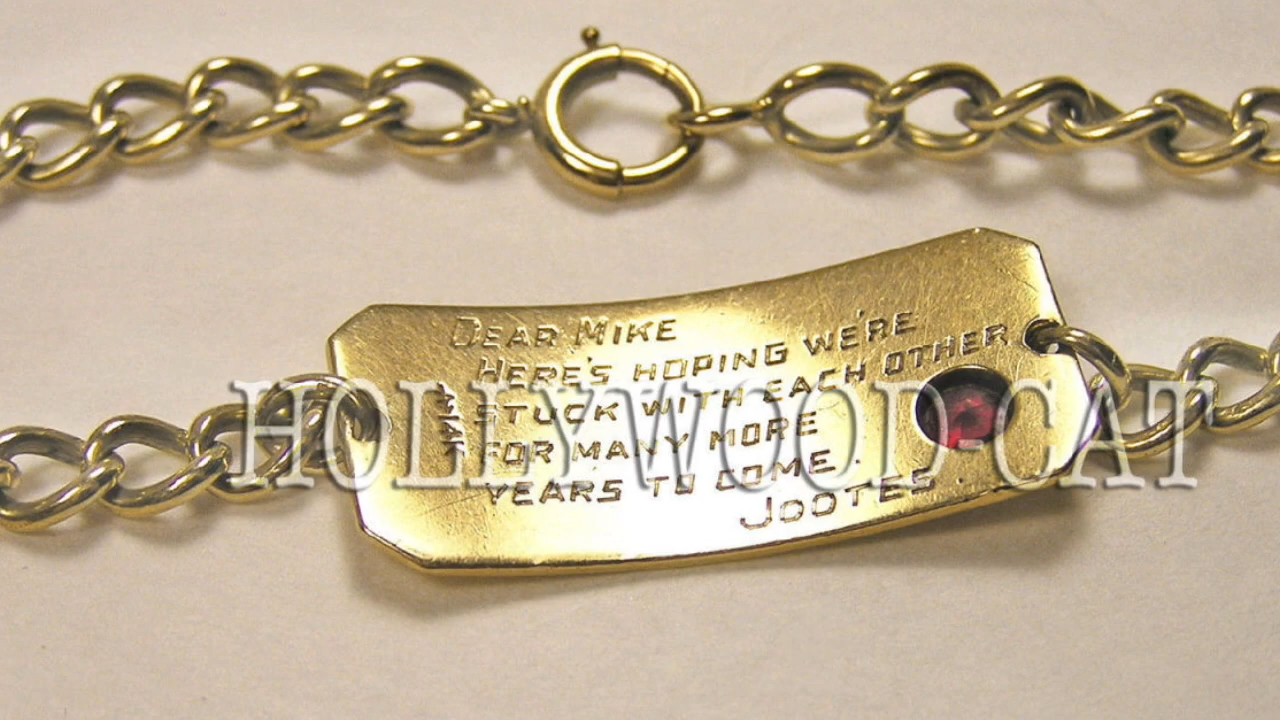 DEAR MIKE
HERE'S HOPING WE'RE
STUCK WITH EACH OTHER
FOR MANY MORE
YEARS TO COME.
JOOTES.
HOLLYWOOD-CAT